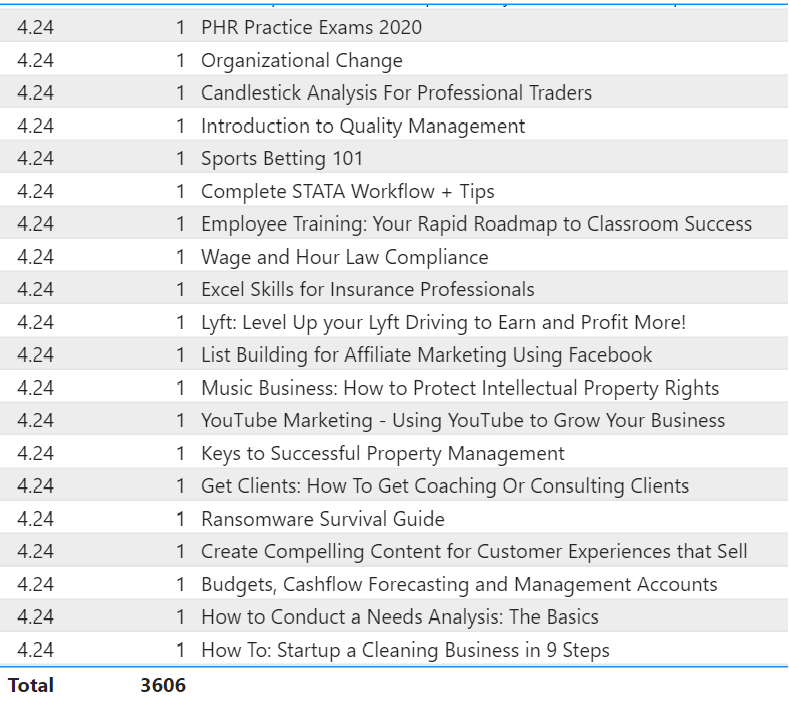 4.24 1 PHR Practice Exams 2020
4.24 1 Organizational Change
4.24 1 Candlestick Analysis For Professional Traders
4.24 1 Introduction to Quality Management
4.24 1 Sports Betting 101
4.24 1 Complete STATA Workflow + Tips
4.24 1 Employee Training: Your Rapid Roadmap to Classroom Success
4.24 1 Wage and Hour Law Compliance
4.24 1 Excel Skills for Insurance Professionals
4.24 1 Lyft: Level Up your Lyft Driving to Earn and Profit More!
4.24 1 List Building for Affiliate Marketing Using Facebook
4.24 1 Music Business: How to Protect Intellectual Property Rights
4.24 1 YouTube Marketing - Using YouTube to Grow Your Business
4.24 1 Keys to Successful Property Management
4.24 1 Get Clients: How To Get Coaching Or Consulting Clients
4.24 1 Ransomware Survival Guide
4.24 1 Create Compelling Content for Customer Experiences that Sell
4.24 1 Budgets, Cashflow Forecasting and Management Accounts
4.24 1 How to Conduct a Needs Analysis: The Basics
4.24 1 How To: Startup a Cleaning Business in 9 Steps
Total 3606